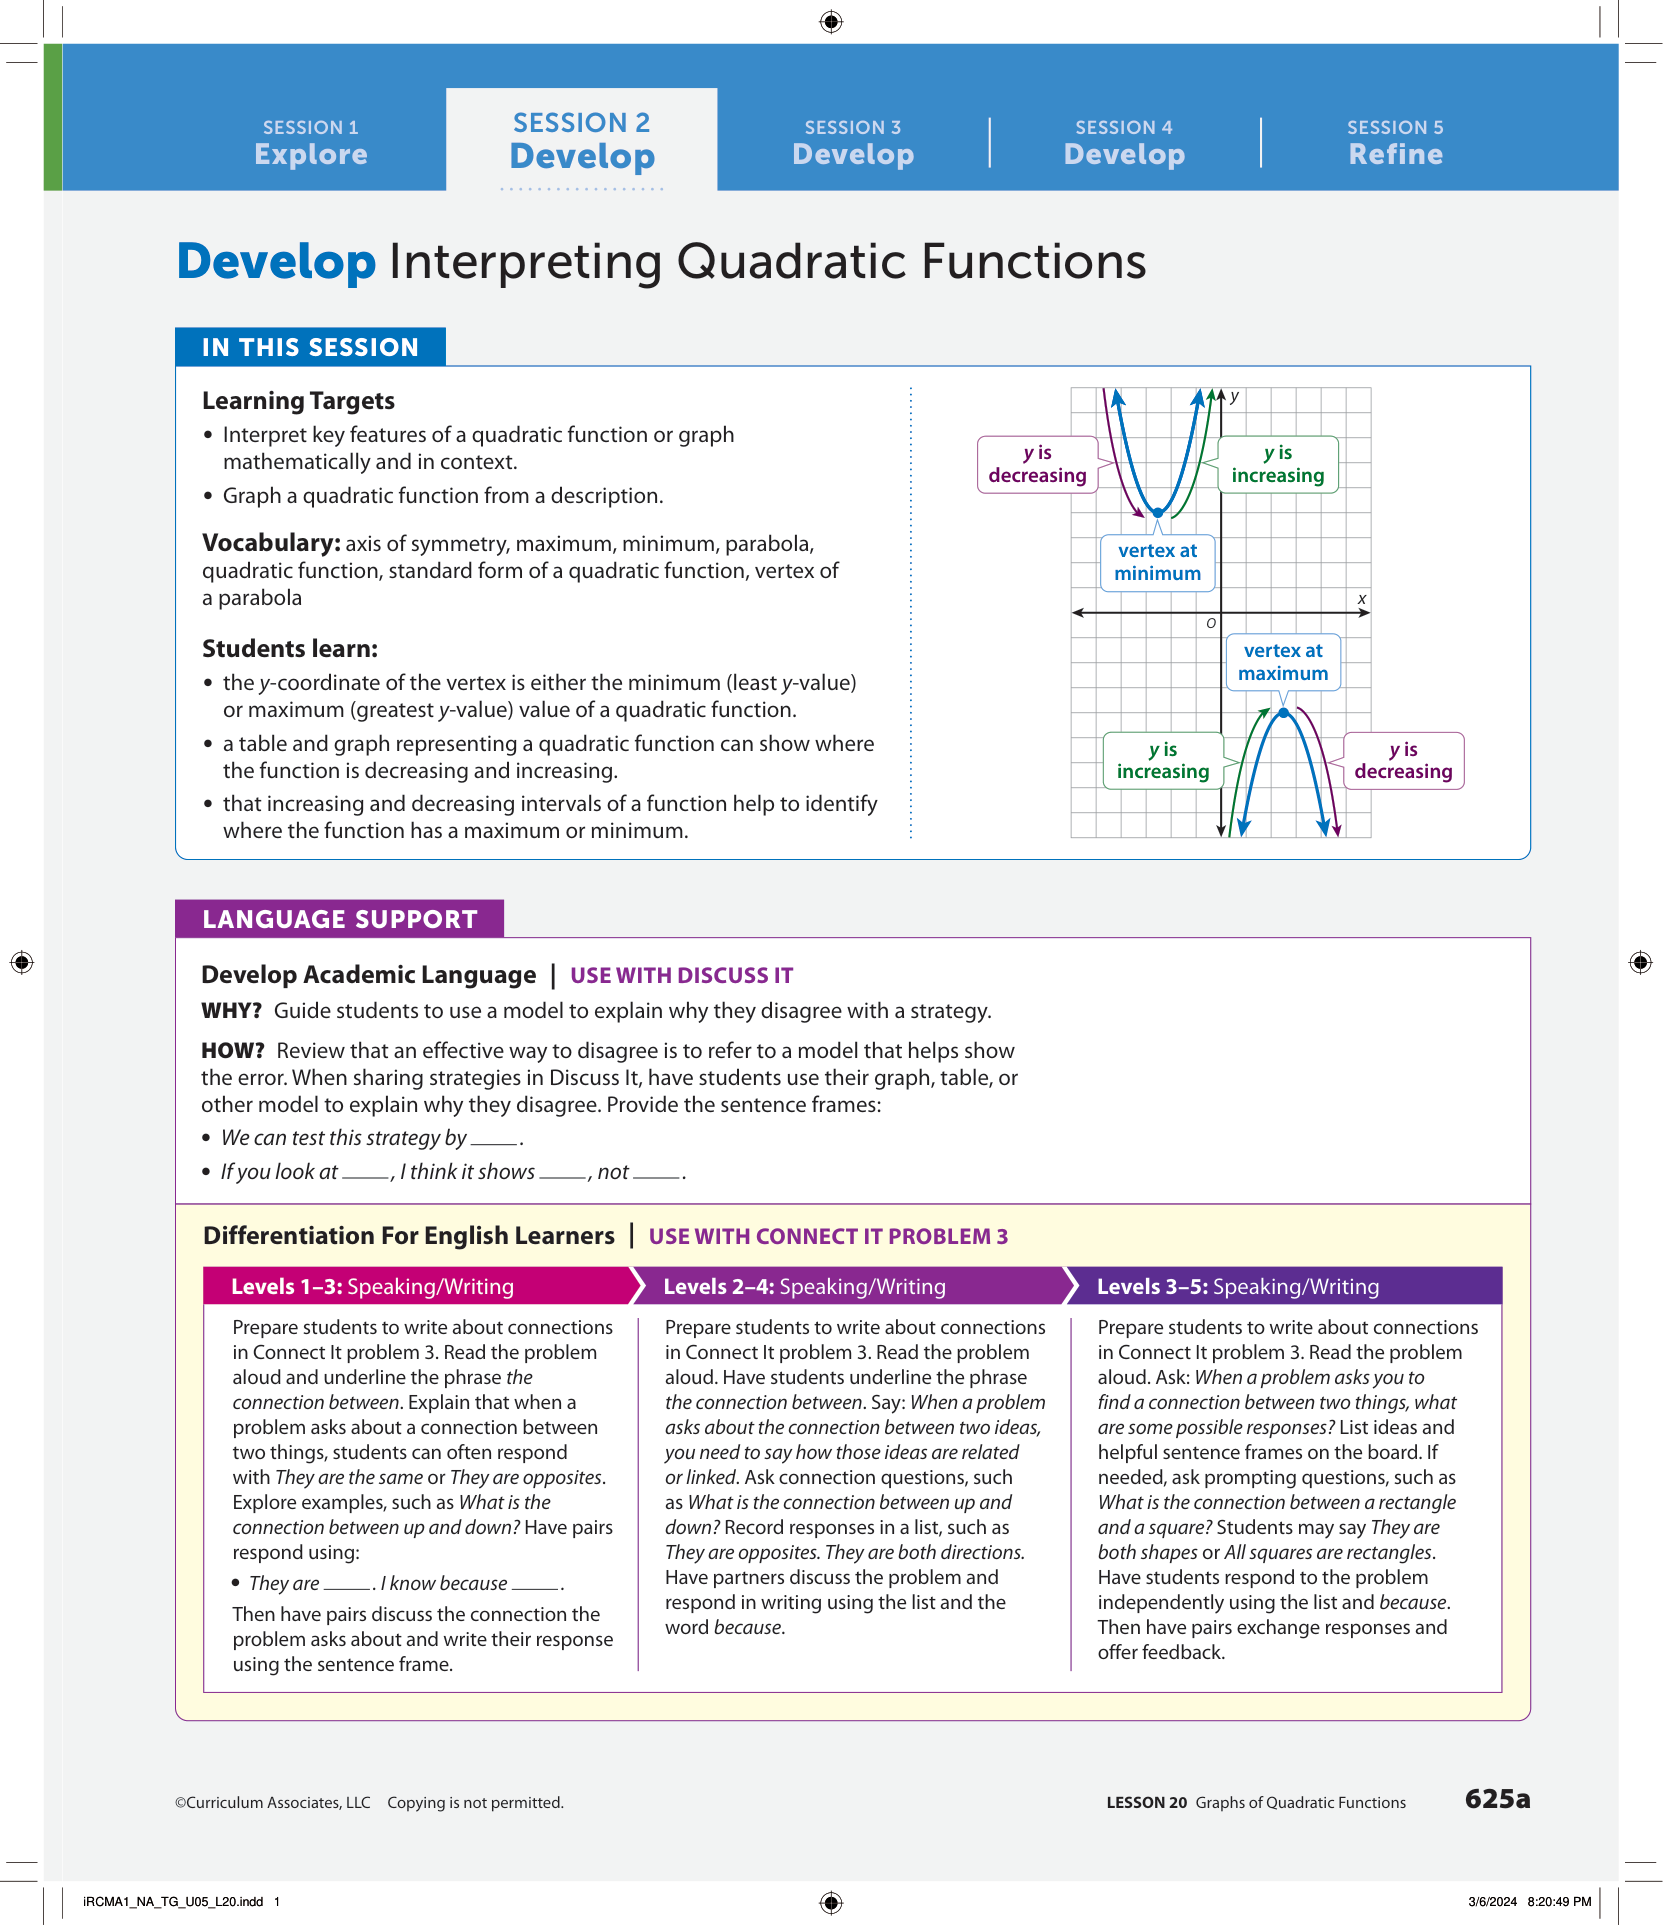 SESSION 1
Explore
SESSION 2
Develop
SESSION 3
Develop
SESSION 4
Develop
SESSION 5
Refine
Develop Interpreting Quadratic Functions
IN THIS SESSION
Learning Targets
• Interpret key features of a quadratic function or graph
mathematically and in context.
• Graph a quadratic function from a description.
Vocabulary: axis of symmetry, maximum, minimum, parabola,
quadratic function, standard form of a quadratic function, vertex of
a parabola
Students learn:
• the y-coordinate of the vertex is either the minimum (least y-value)
or maximum (greatest y-value) value of a quadratic function.
• a table and graph representing a quadratic function can show where
the function is decreasing and increasing.
• that increasing and decreasing intervals of a function help to identify
where the function has a maximum or minimum.
y
y is
decreasing
y is
increasing
vertex at
minimum
x
O
vertex at
maximum
y is
increasing
y is
decreasing
LANGUAGE SUPPORT
Develop Academic Language | USE WITH DISCUSS IT
WHY? Guide students to use a model to explain why they disagree with a strategy.
HOW? Review that an effective way to disagree is to refer to a model that helps show
the error. When sharing strategies in Discuss It, have students use their graph, table, or
other model to explain why they disagree. Provide the sentence frames:
• We can test this strategy by ____ .
• If you look at ____ , I think it shows ____ , not ____ .
Differentiation For English Learners | USE WITH CONNECT IT PROBLEM 3
Levels 1–3: Speaking/Writing
Prepare students to write about connections
in Connect It problem 3. Read the problem
aloud and underline the phrase the
connection between. Explain that when a
problem asks about a connection between
two things, students can often respond
with They are the same or They are opposites.
Explore examples, such as What is the
connection between up and down? Have pairs
respond using:
• They are ____ . I know because ____ .
Then have pairs discuss the connection the
problem asks about and write their response
using the sentence frame.
Levels 2–4: Speaking/Writing
Prepare students to write about connections
in Connect It problem 3. Read the problem
aloud. Have students underline the phrase
the connection between. Say: When a problem
asks about the connection between two ideas,
you need to say how those ideas are related
or linked. Ask connection questions, such
as What is the connection between up and
down? Record responses in a list, such as
They are opposites. They are both directions.
Have partners discuss the problem and
respond in writing using the list and the
word because.
Levels 3–5: Speaking/Writing
Prepare students to write about connections
in Connect It problem 3. Read the problem
aloud. Ask: When a problem asks you to
find a connection between two things, what
are some possible responses? List ideas and
helpful sentence frames on the board. If
needed, ask prompting questions, such as
What is the connection between a rectangle
and a square? Students may say They are
both shapes or All squares are rectangles.
Have students respond to the problem
independently using the list and because.
Then have pairs exchange responses and
offer feedback.
©Curriculum Associates, LLC Copying is not permitted.
LESSON 20 Graphs of Quadratic Functions 625a
iRCMA1_NA_TG_U05_L20.indd 1
3/6/2024 8:20:49 PM